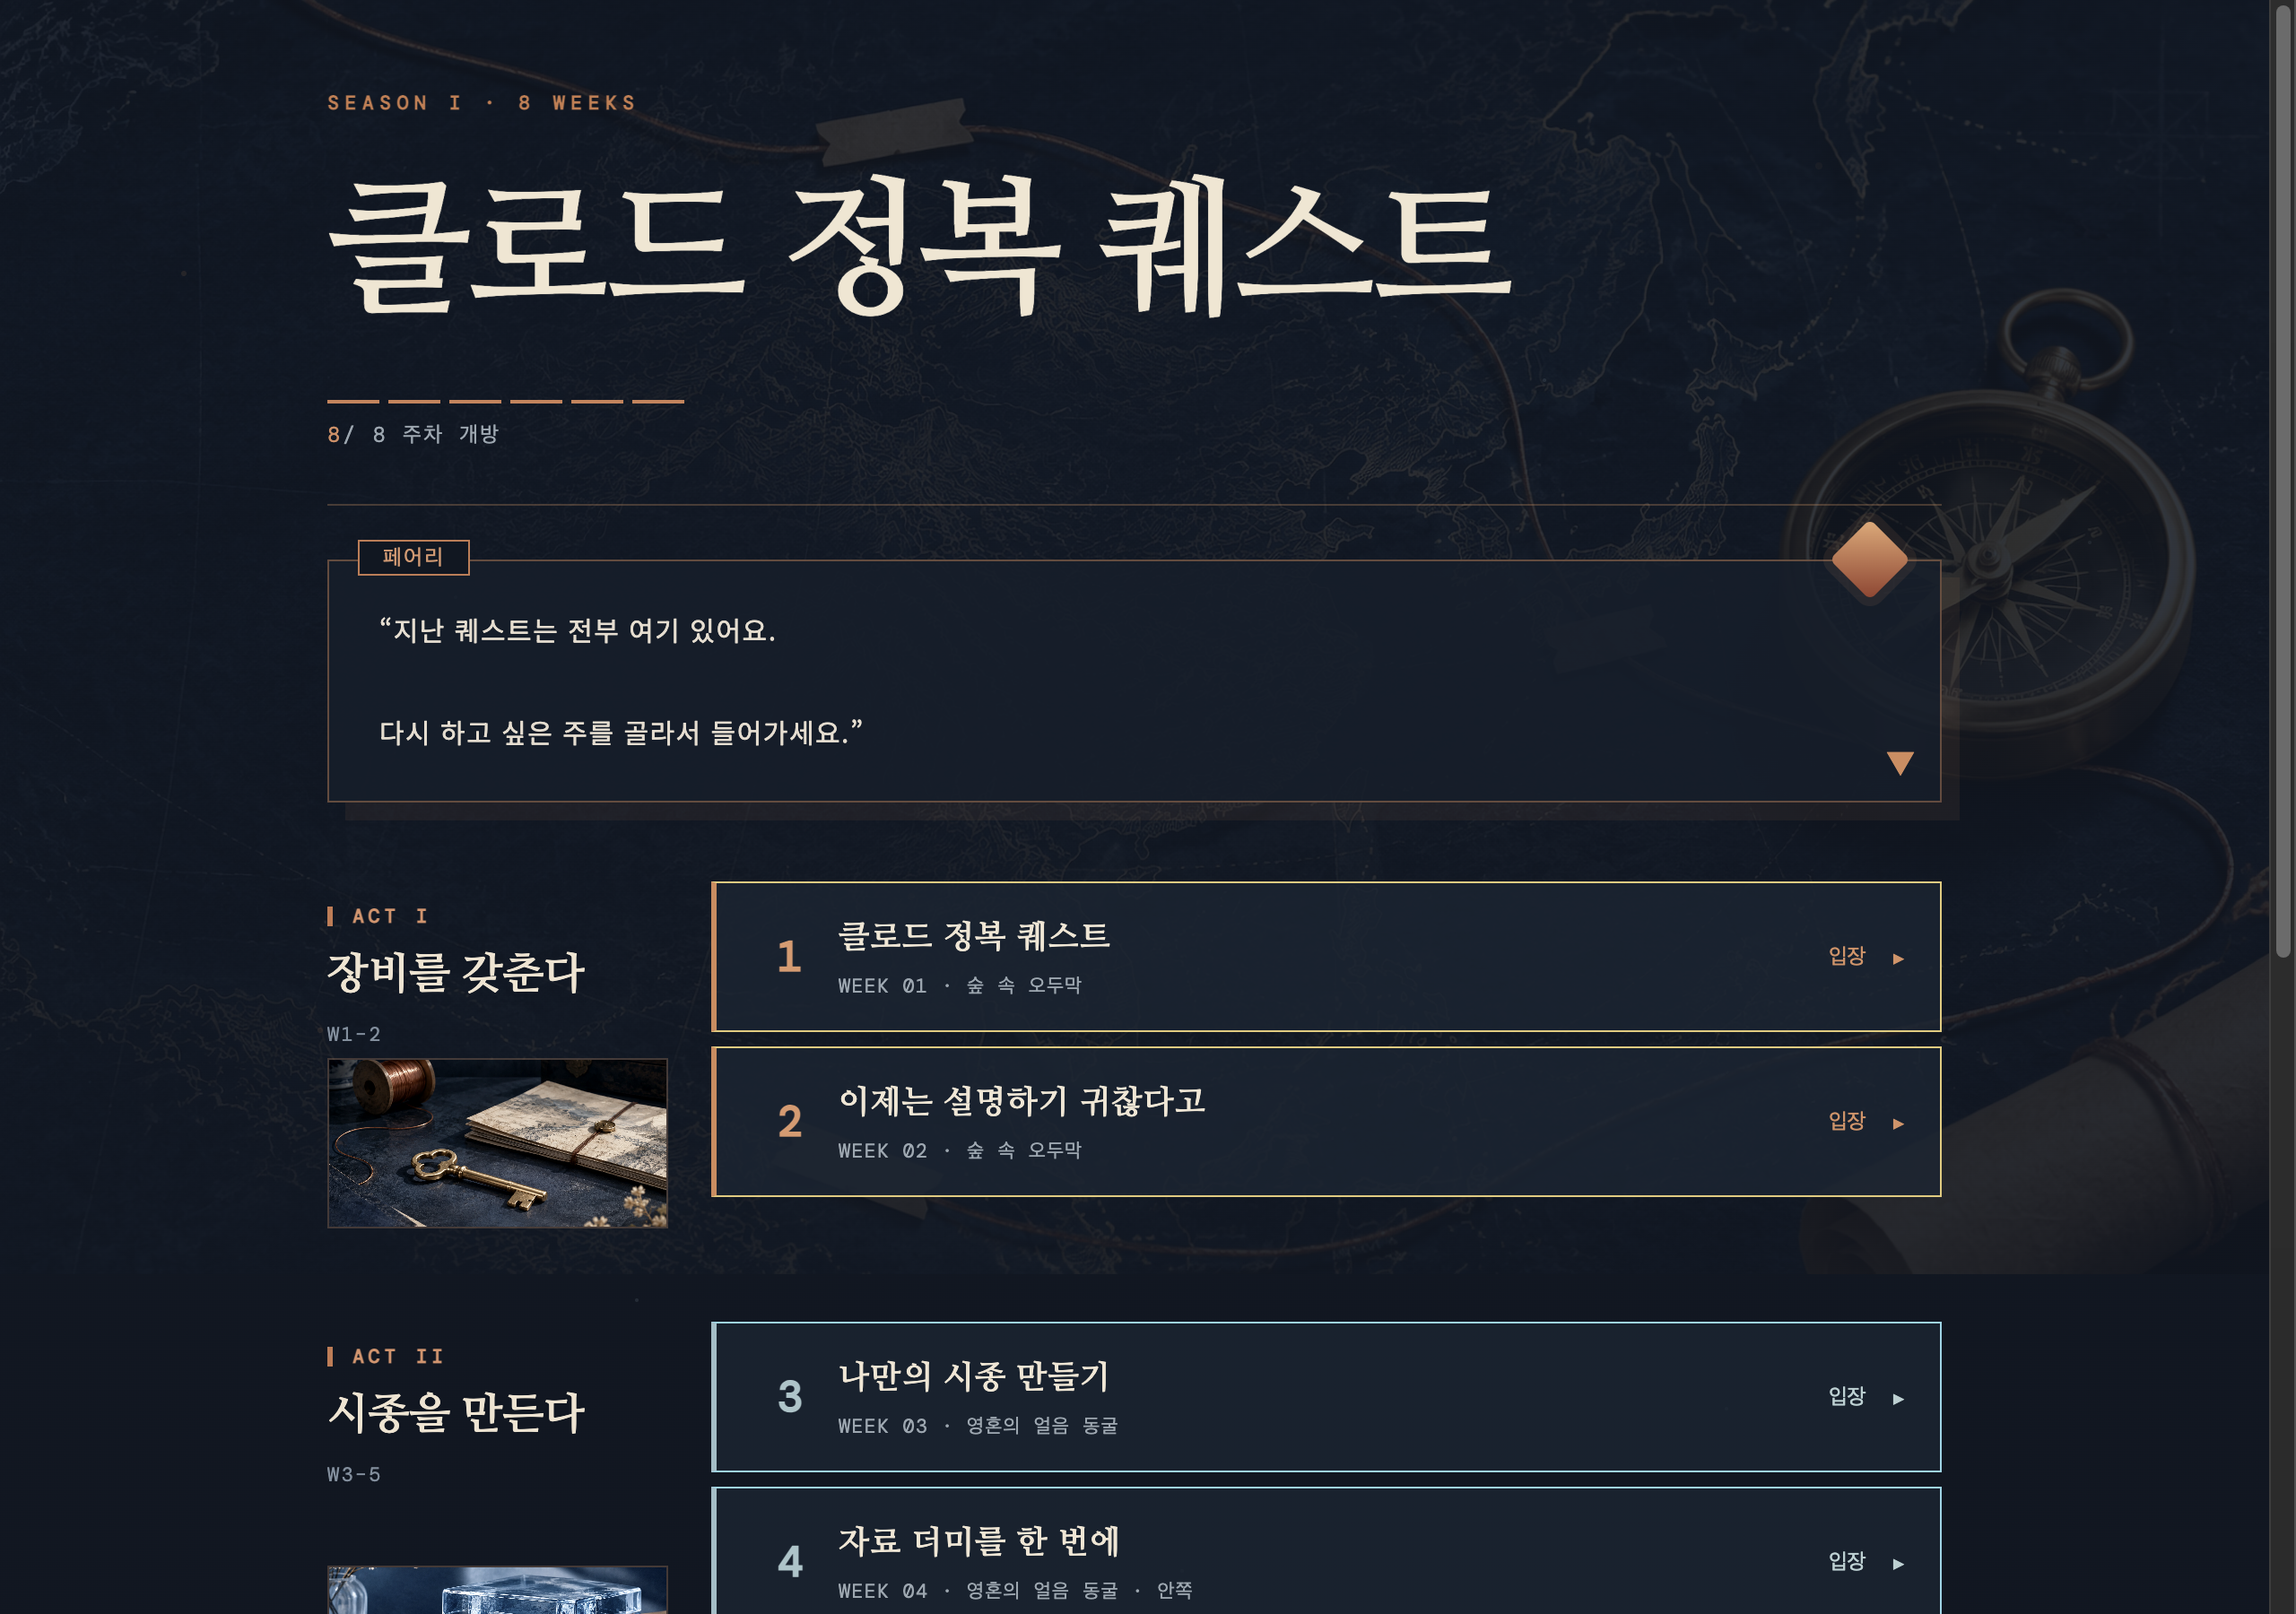 SEASON I · 8 WEEKS
클로드 정복 퀘스트
8/ 8 주차 개방
페어리
“지난 퀘스트는 전부 여기 있어요.
다시 하고 싶은 주를 골라서 들어가세요.”
ACT I
장비를 갖춘다
W1-2
1
클로드 정복 퀘스트
WEEK 01 · 숲 속 오두막
입장 ▸
2
이제는 설명하기 귀찮다고
WEEK 02 · 숲 속 오두막
입장 ▸
ACT II
시종을 만든다
W3-5
3
나만의 시종 만들기
WEEK 03 · 영혼의 얼음 동굴
입장 ▸
4
자료 더미를 한 번에
WEEK 04 · 영혼의 얼음 동굴 · 안쪽
입장 ▸